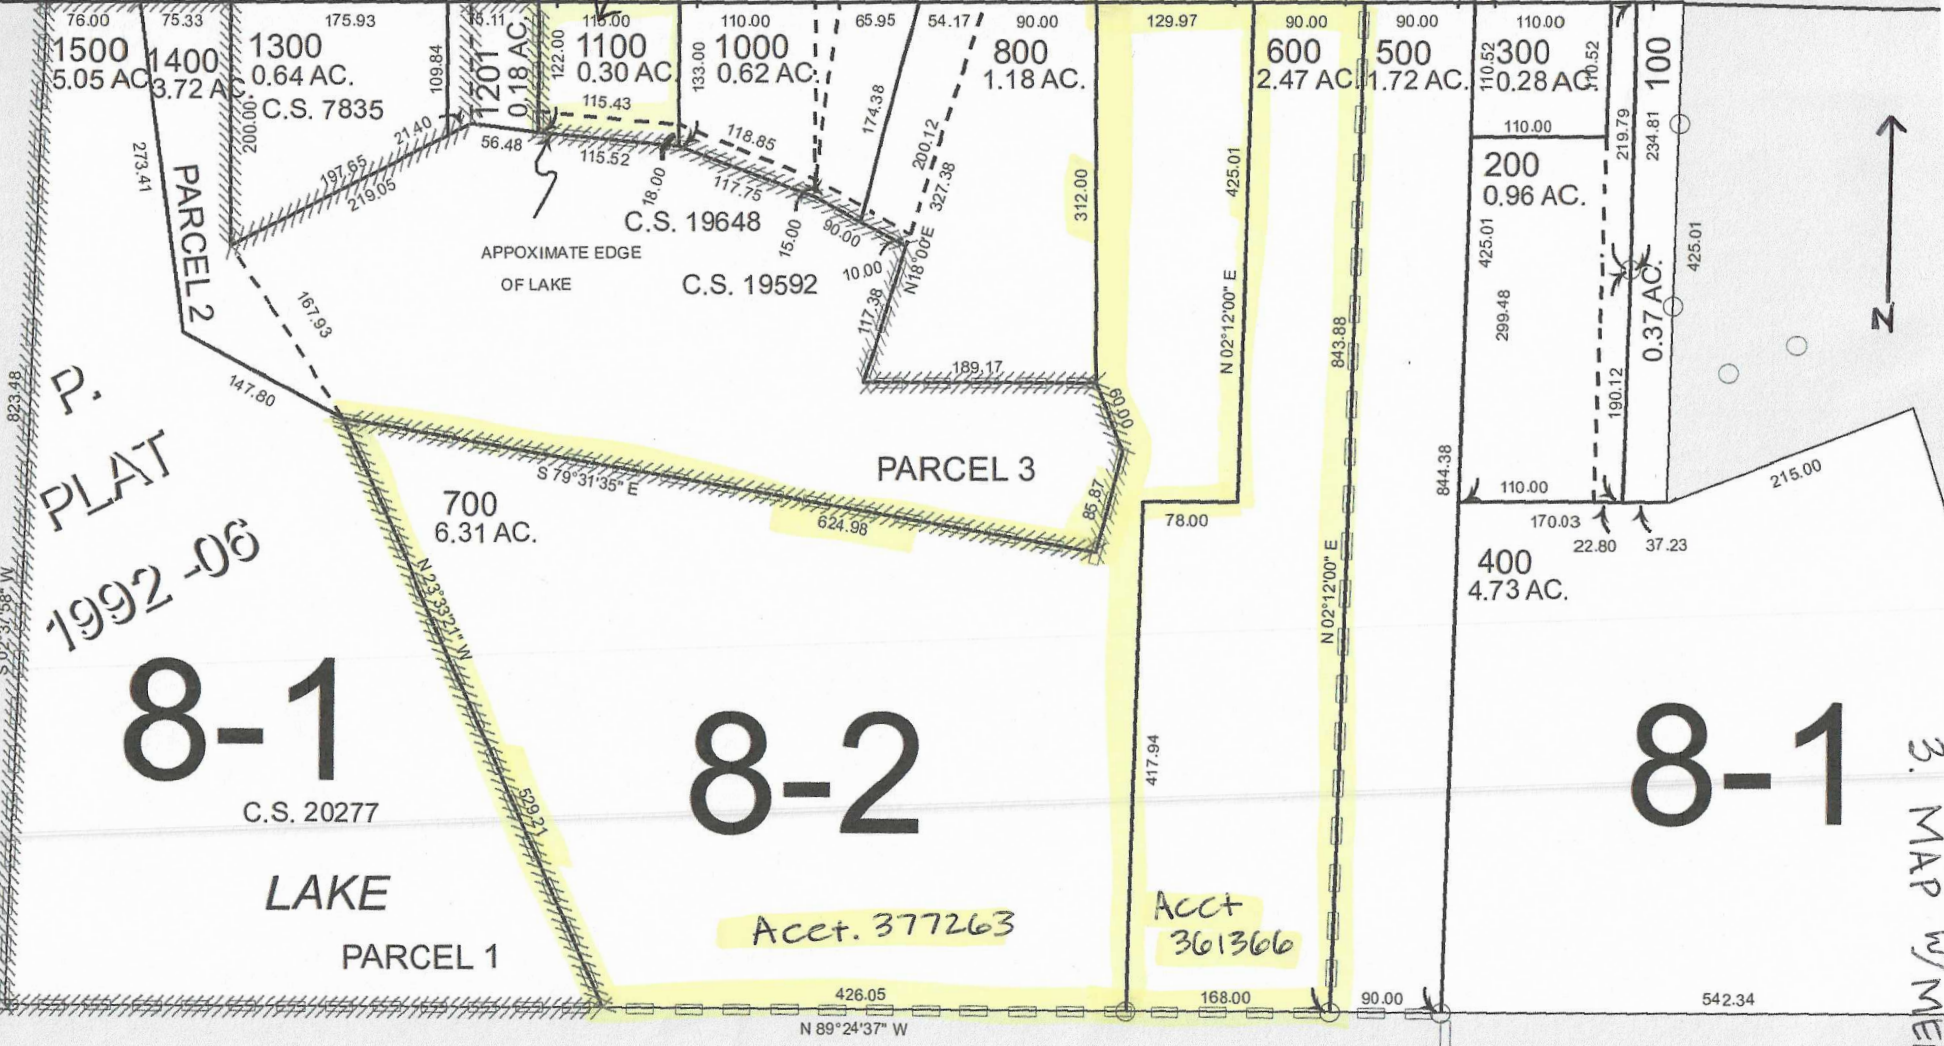 76.00
75.33
175.93
115.00
110.00
65.95
54.17
90.00
129.97
90.00
90.00
110.00
1500
5.05 AC
1400
3.72 AC
1300
0.64 AC.
C.S. 7835
200.00
109.84
1201
0.18 AC.
122.00
1100
0.30 AC.
115.43
133.00
1000
0.62 AC.
174.38
800
1.18 AC.
600
2.47 AC.
500
1.72 AC.
110.52
300
0.28 AC.
100
110.00
219.79
234.81
200
0.96 AC.
21.40
197.65
219.05
56.48
115.52
118.85
117.75
18.00
15.00
90.00
10.00
200.12
327.38
N18°00'E
117.38
189.17
60.00
85.87
312.00
425.01
N 02°12'00" E
425.01
299.48
0.37 AC.
425.01
190.12
C.S. 19648
C.S. 19592
APPOXIMATE EDGE
OF LAKE
273.41
PARCEL 2
167.93
147.80
823.48
P.
PLAT
1992 -06
S 79°31'35" E
624.98
PARCEL 3
78.00
843.88
844.38
110.00
170.03
22.80
37.23
215.00
N
700
6.31 AC.
400
4.73 AC.
N 23°33'21" W
529.21
N 02°12'00" E
417.94
8-1
C.S. 20277
8-2
8-1
LAKE
PARCEL 1
Acct. 377263
Acct
361366
426.05
168.00
90.00
542.34
N 89°24'37" W
3. MAP W/